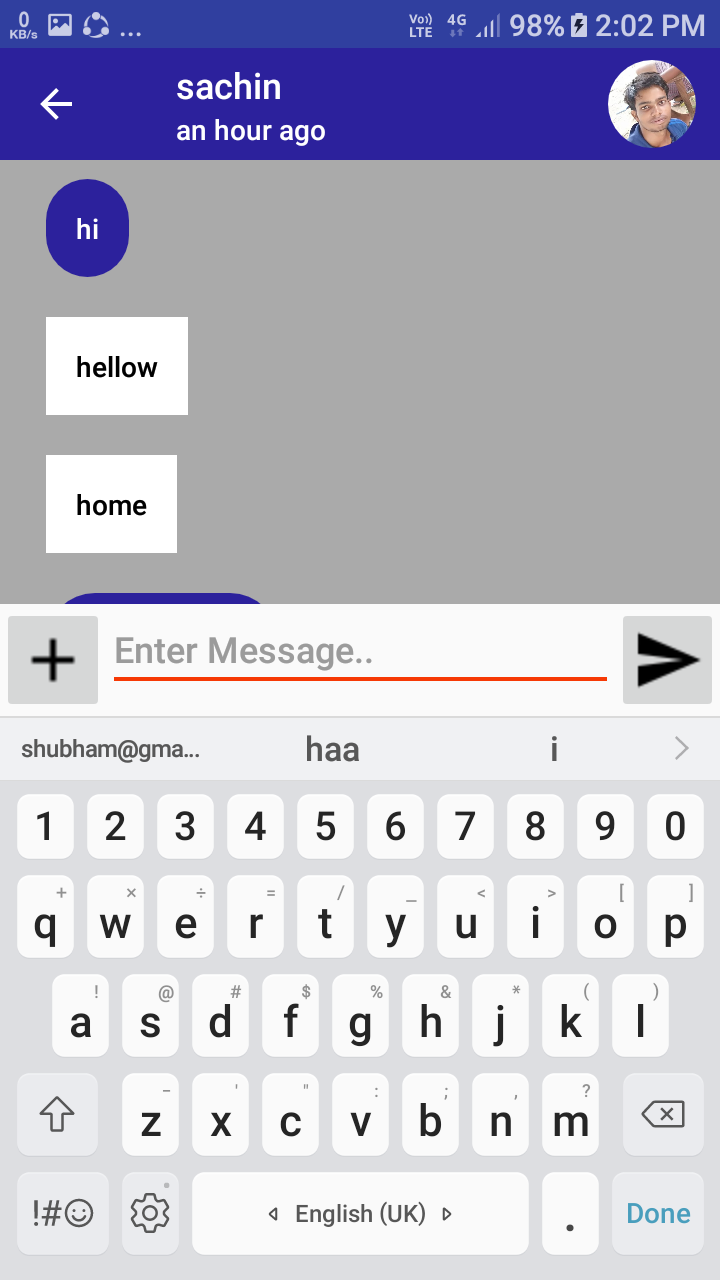 0
KB/s
...
Vo))
LTE
4G
98%
2:02 PM
sachin
an hour ago
hi
hellow
home
Enter Message..
shubham@gma... haa i
1 2 3 4 5 6 7 8 9 0
+ × ÷ = / _ < > [ ]
q w e r t y u i o p
! @ # $ % & * ( )
a s d f g h j k l
- ' " : ; , ?
z x c v b n m
!#☺ English (UK) . Done